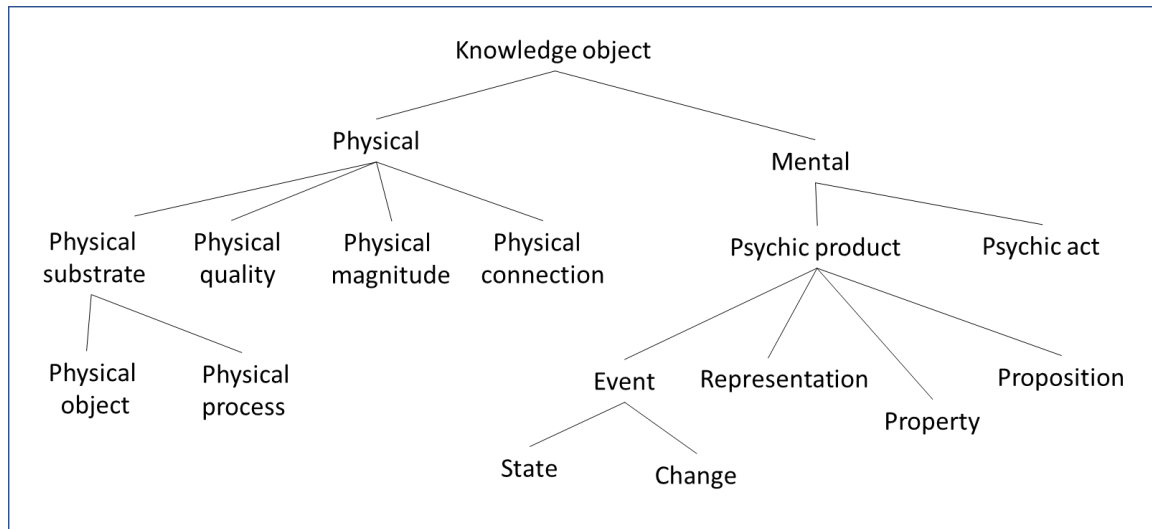 Knowledge object
Physical
Mental
Physical
substrate
Physical
quality
Physical
magnitude
Physical
connection
Psychic product
Psychic act
Physical
object
Physical
process
Event
Representation
Proposition
Property
State
Change